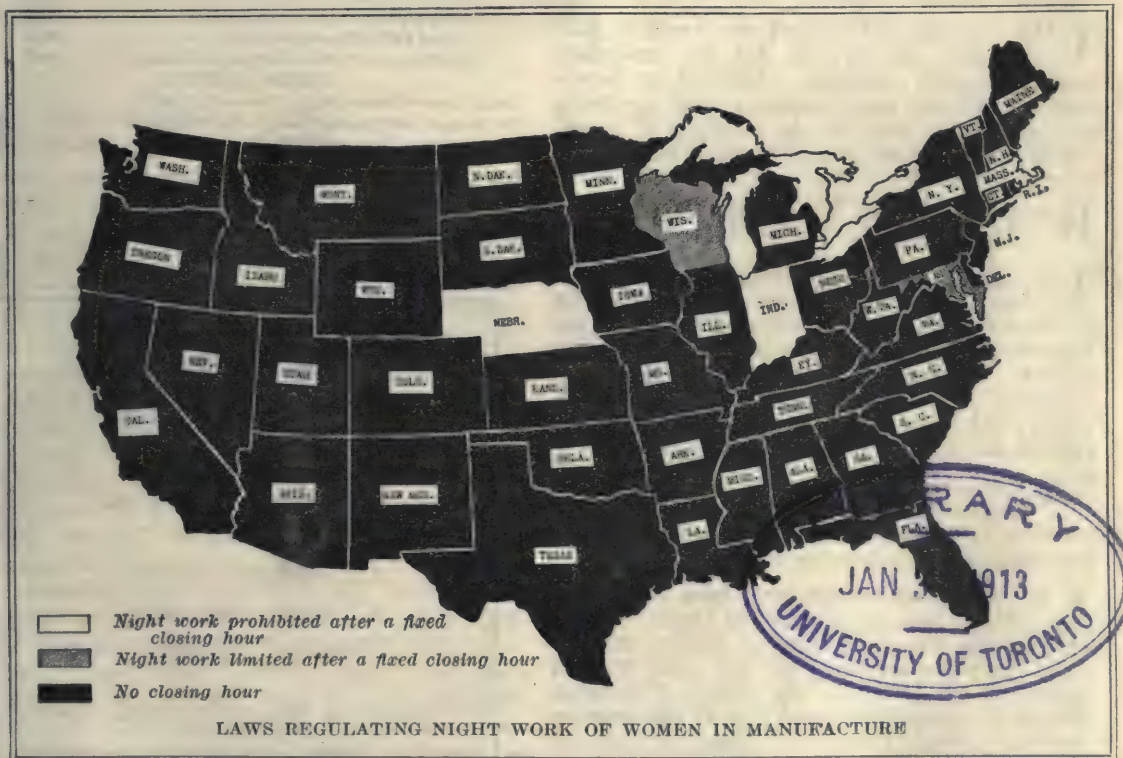 MAINE
VT.
N.H.
MASS.
CT.
R.I.
WASH.
MONT.
N.DAK.
MINN.
WIS.
MICH.
N. Y.
OREGON
IDAHO
WYO.
S.DAK.
IOWA
ILL.
IND.
OHIO
PA.
N.J.
DEL.
NEBR.
W.VA.
VA.
NEV.
UTAH
COLO.
KANS.
MO.
KY.
N. C.
CAL.
TENN.
S. C.
ARIZ.
NEW MEX.
OKLA.
ARK.
MISS.
ALA.
GA.
TEXAS
LA.
FLA.
RARY
JAN 1913
UNIVERSITY OF TORONTO
Night work prohibited after a fixed
closing hour
Night work limited after a fixed closing hour
No closing hour
LAWS REGULATING NIGHT WORK OF WOMEN IN MANUFACTURE